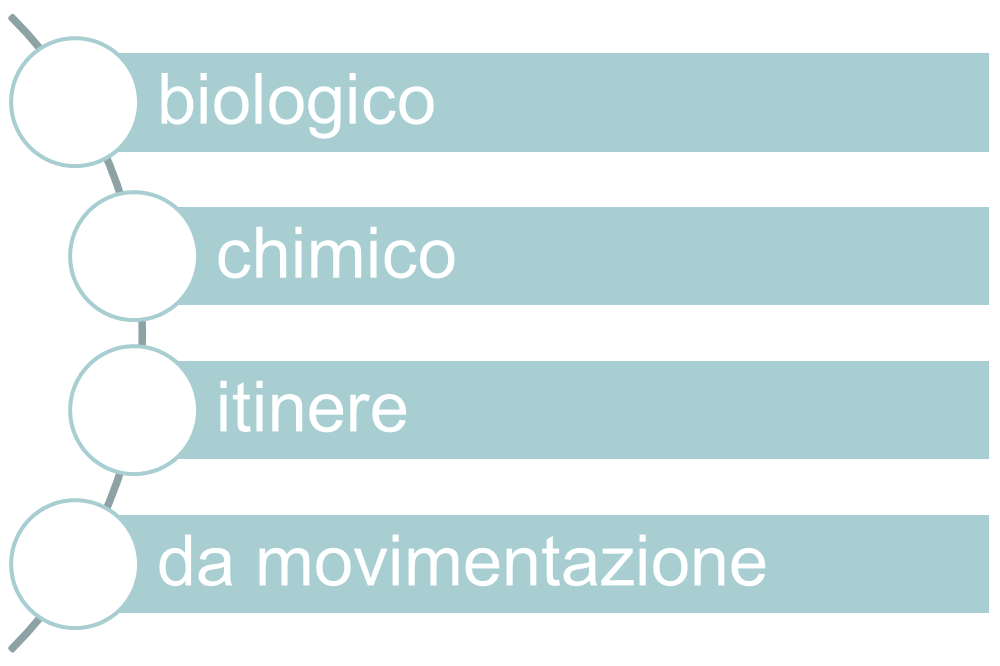 biologico
chimico
itinere
da movimentazione